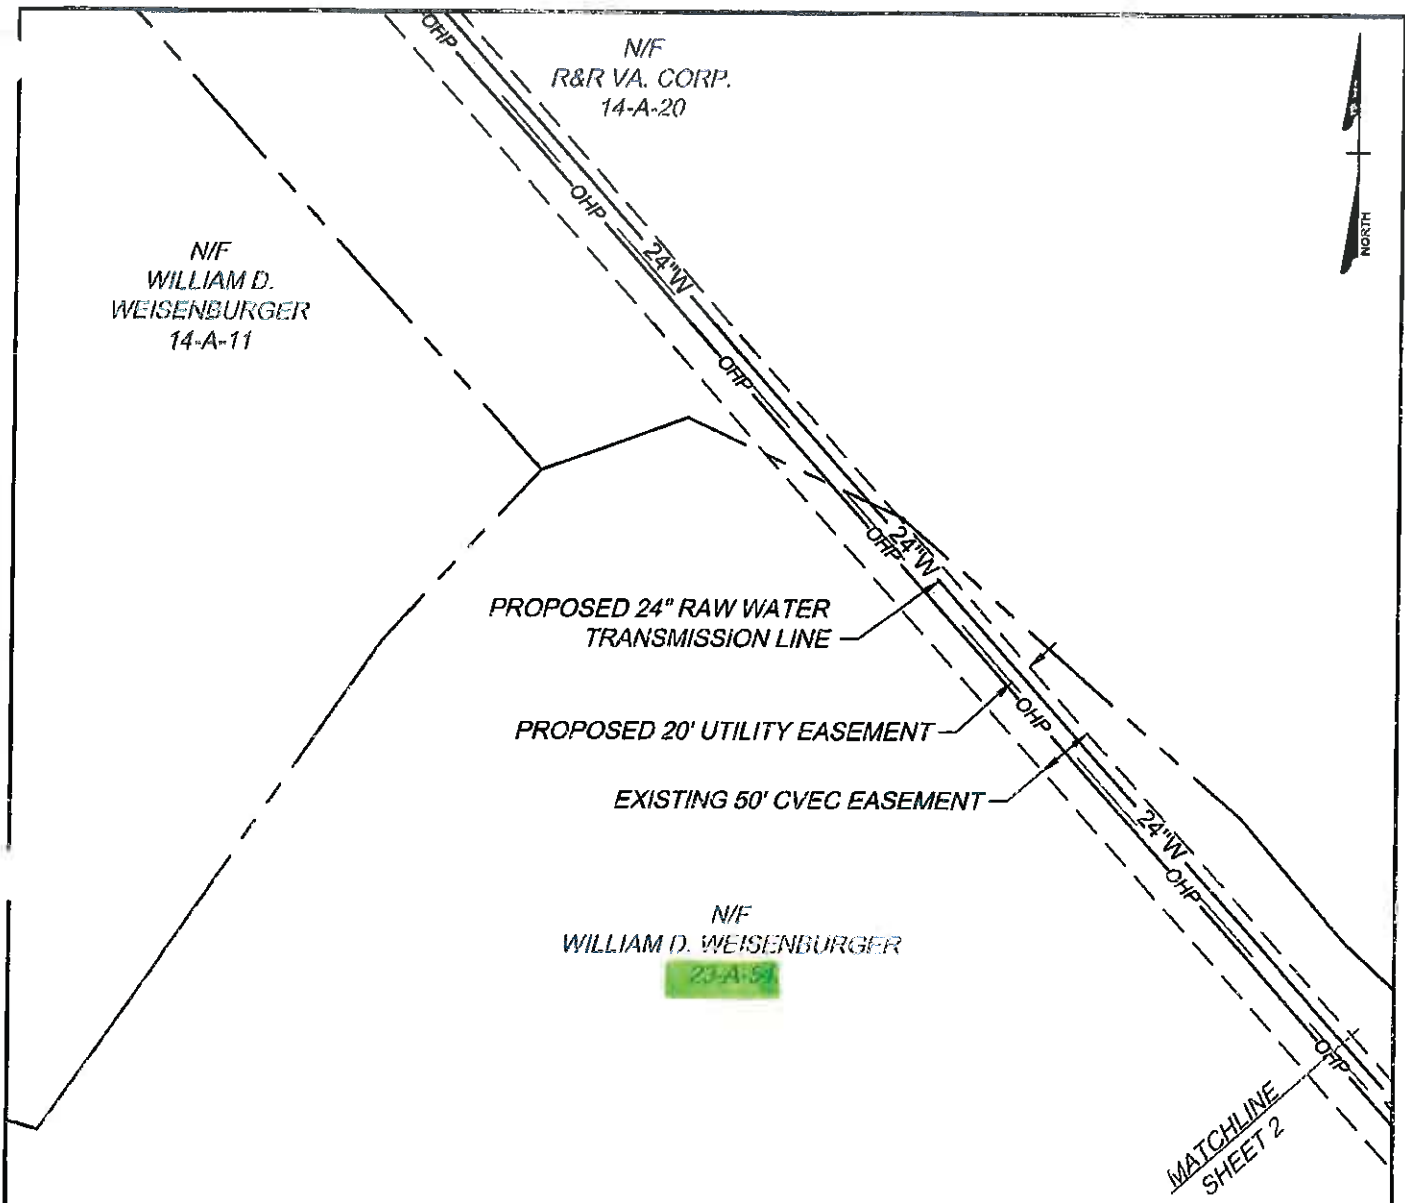 OHP
N/F
R&R VA. CORP.
14-A-20
NORTH
OHP
N/F
WILLIAM D.
WEISENBURGER
14-A-11
24"W
OHP
24"W
OHP
PROPOSED 24" RAW WATER
TRANSMISSION LINE
PROPOSED 20' UTILITY EASEMENT
OHP
EXISTING 50' CVEC EASEMENT
24"W
OHP
N/F
WILLIAM D. WEISENBURGER
OHP
MATCHLINE
SHEET 2